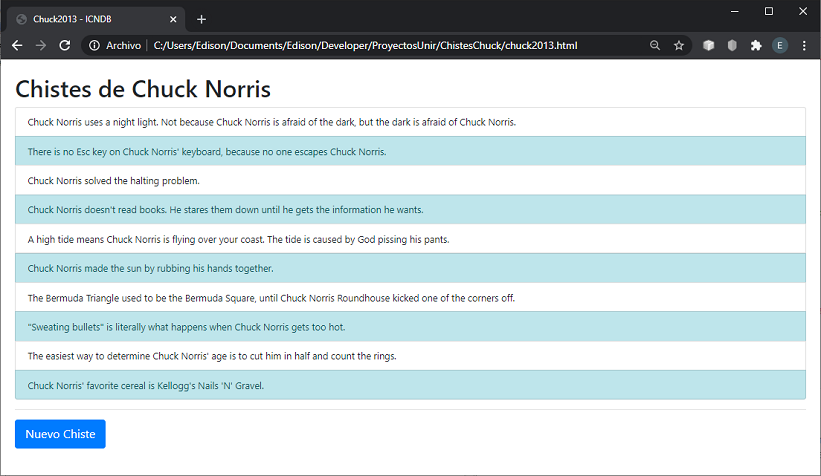 Chuck2013 - ICNDB
Archivo
C:/Users/Edison/Documents/Edison/Developer/ProyectosUnir/ChistesChuck/chuck2013.html
E
Chistes de Chuck Norris
Chuck Norris uses a night light. Not because Chuck Norris is afraid of the dark, but the dark is afraid of Chuck Norris.
There is no Esc key on Chuck Norris' keyboard, because no one escapes Chuck Norris.
Chuck Norris solved the halting problem.
Chuck Norris doesn't read books. He stares them down until he gets the information he wants.
A high tide means Chuck Norris is flying over your coast. The tide is caused by God pissing his pants.
Chuck Norris made the sun by rubbing his hands together.
The Bermuda Triangle used to be the Bermuda Square, until Chuck Norris Roundhouse kicked one of the corners off.
"Sweating bullets" is literally what happens when Chuck Norris gets too hot.
The easiest way to determine Chuck Norris' age is to cut him in half and count the rings.
Chuck Norris' favorite cereal is Kellogg's Nails 'N' Gravel.
Nuevo Chiste